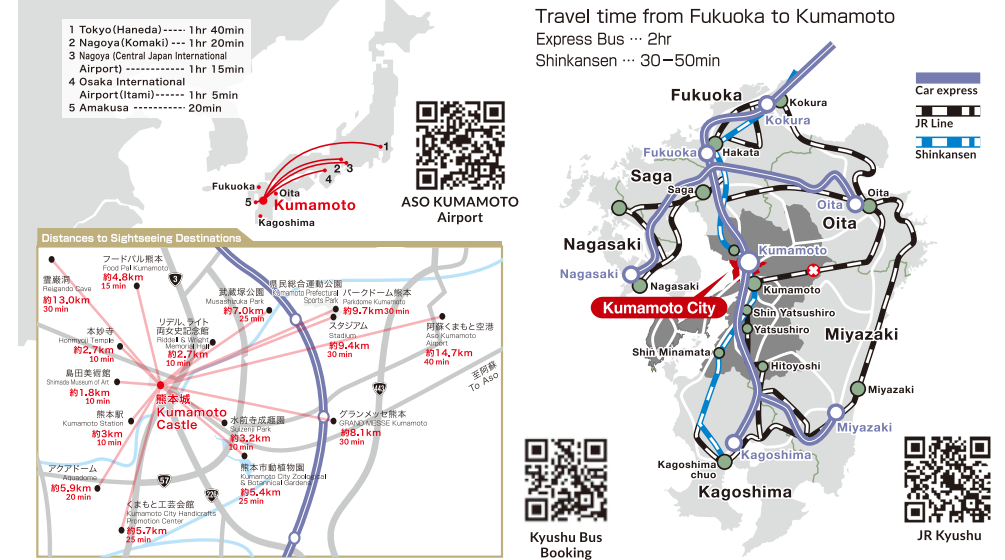 1 Tokyo(Haneda)----- 1hr 40min
2 Nagoya(Komaki)--- 1hr 20min
3 Nagoya (Central Japan International
Airport) ------------ 1hr 15min
4 Osaka International
Airport(Itami)------ 1hr 5min
5 Amakusa ----------- 20min
1
2
3
4
Fukuoka
Oita
5
Kumamoto
Kagoshima
ASO KUMAMOTO
Airport
Distances to Sightseeing Destinations
霊巌洞
Reigando Cave
約13.0km
30 min
フードパル熊本
Food Pal Kumamoto
約4.8km
15 min
3
武蔵塚公園
Musashizuka Park
約7.0km
25 min
県民総合運動公園
Kumamoto Prefectural
Sports Park
パークドーム熊本
Parkdome Kumamoto
約9.7km30 min
スタジアム
Stadium
約9.4km
30 min
阿蘇くまもと空港
Aso Kumamoto
Airport
約14.7km
40 min
本妙寺
Honmyoji Temple
約2.7km
10 min
リデル、ライト
両女史記念館
Riddell & Wright
Memorial Hall
約2.7km
10 min
島田美術館
Shimada Museum of Art
約1.8km
10 min
熊本城
Kumamoto
Castle
443
至阿蘇
To Aso
熊本駅
Kumamoto Station
約3km
10 min
水前寺成趣園
Suizenji Park
約3.2km
10 min
グランメッセ熊本
GRAND MESSE Kumamoto
約8.1km
30 min
アクアドーム
Aquadome
約5.9km
20 min
57
熊本市動植物園
Kumamoto City Zoological
& Botannical Gardens
約5.4km
25 min
くまもと工芸会館
Kumamoto City Handicrafts
Promotion Center
約5.7km
25 min
Travel time from Fukuoka to Kumamoto
Express Bus ··· 2hr
Shinkansen ··· 30-50min
Car express
JR Line
Shinkansen
Fukuoka
Kokura
Kokura
Fukuoka
Hakata
Saga
Saga
Oita
Oita
Oita
Nagasaki
Nagasaki
Nagasaki
Kumamoto
Kumamoto
Kumamoto City
Shin Yatsushiro
Yatsushiro
Miyazaki
Shin Minamata
Hitoyoshi
Miyazaki
Miyazaki
Kagoshima
Kagoshima
chuo
Kagoshima
Kyushu Bus
Booking
JR Kyushu